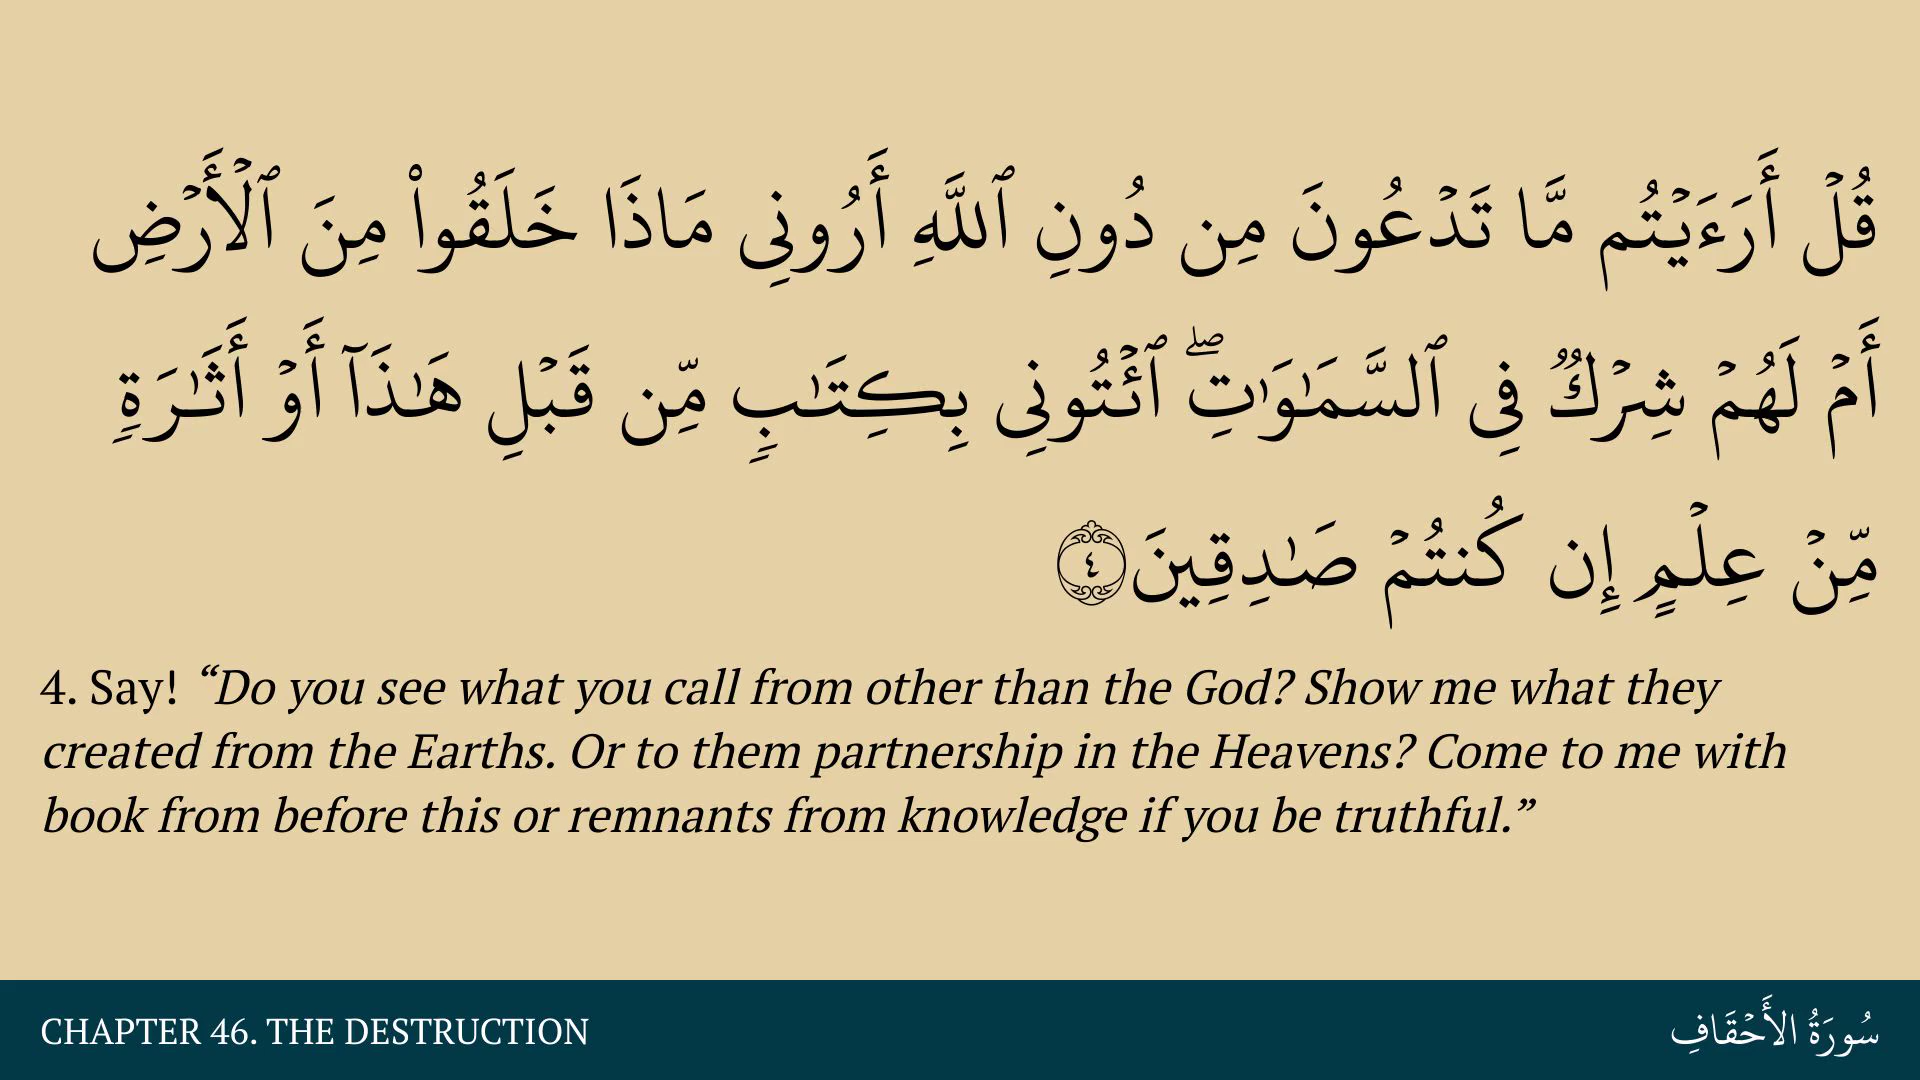 قُلۡ أَرَءَيۡتُم مَّا تَدۡعُونَ مِن دُونِ ٱللَّهِ أَرُونِي مَاذَا خَلَقُواْ مِنَ ٱلۡأَرۡضِ
أَمۡ لَهُمۡ شِرۡكٞ فِي ٱلسَّمَٰوَٰتِۖ ٱئۡتُونِي بِكِتَٰبٖ مِّن قَبۡلِ هَٰذَآ أَوۡ أَثَٰرَةٖ
مِّنۡ عِلۡمٍ إِن كُنتُمۡ صَٰدِقِينَ ٤
4. Say! “Do you see what you call from other than the God? Show me what they
created from the Earths. Or to them partnership in the Heavens? Come to me with
book from before this or remnants from knowledge if you be truthful.”
CHAPTER 46. THE DESTRUCTION
سُورَةُ الأَحۡقَافِ